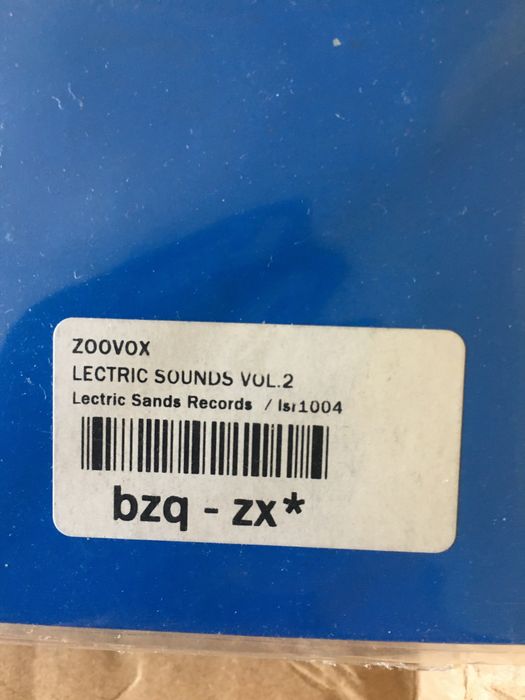 ZOOVOX
LECTRIC SOUNDS VOL.2
Lectric Sands Records / lsr1004
bzq - zx*